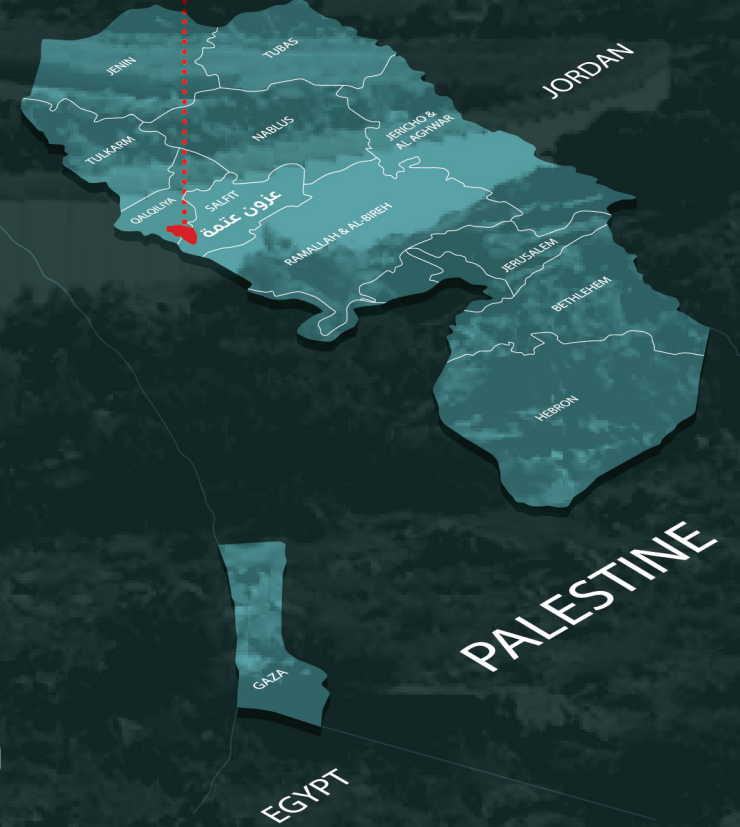 JENIN
TUBAS
JORDAN
TULKARM
NABLUS
JERICHO &
AL AGHWAR
QALQILIYA
SALFIT
عزون عتمة
RAMALLAH & AL-BIREH
JERUSALEM
BETHLEHEM
HEBRON
PALESTINE
GAZA
EGYPT